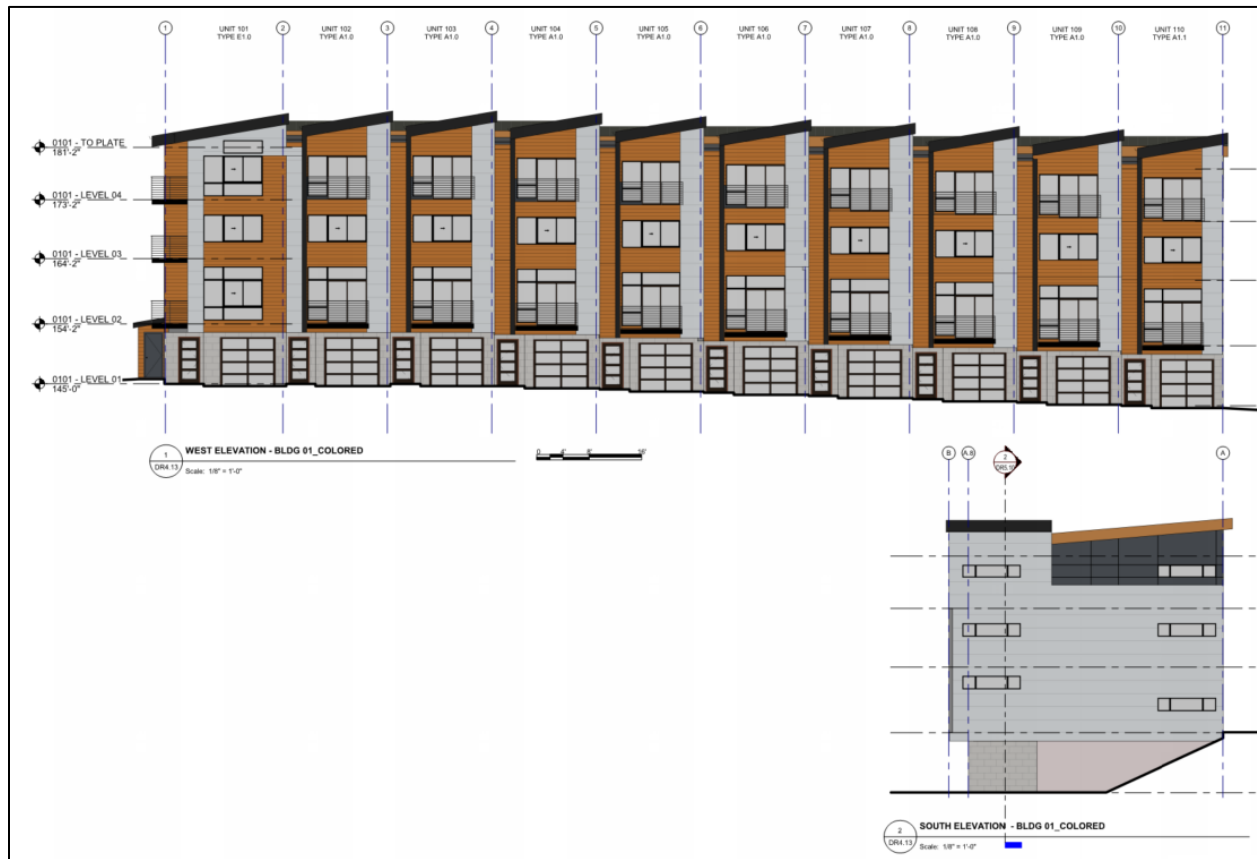 1
UNIT 101
TYPE E1.0
2
UNIT 102
TYPE A1.0
3
UNIT 103
TYPE A1.0
4
UNIT 104
TYPE A1.0
5
UNIT 105
TYPE A1.0
6
UNIT 106
TYPE A1.0
7
UNIT 107
TYPE A1.0
8
UNIT 108
TYPE A1.0
9
UNIT 109
TYPE A1.0
10
UNIT 110
TYPE A1.1
11
0101 - TO PLATE
181'-2"
0101 - LEVEL 04
173'-2"
0101 - LEVEL 03
164'-2"
0101 - LEVEL 02
154'-2"
0101 - LEVEL 01
145'-0"
1
DR4.13
WEST ELEVATION - BLDG 01_COLORED
Scale: 1/8" = 1'-0"
0 4' 8' 16'
B
A.8
2
A
2
DR4.13
SOUTH ELEVATION - BLDG 01_COLORED
Scale: 1/8" = 1'-0"